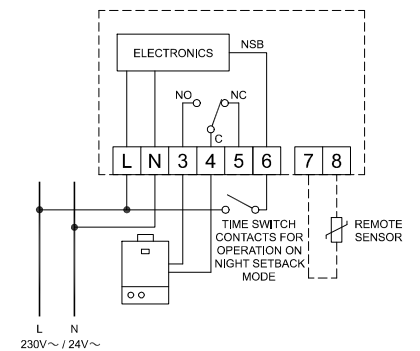 NSB
ELECTRONICS
NO
NC
C
L N 3 4 5 6 7 8
TIME SWITCH
CONTACTS FOR
OPERATION ON
NIGHT SETBACK
MODE
REMOTE
SENSOR
L N
230V～ / 24V～